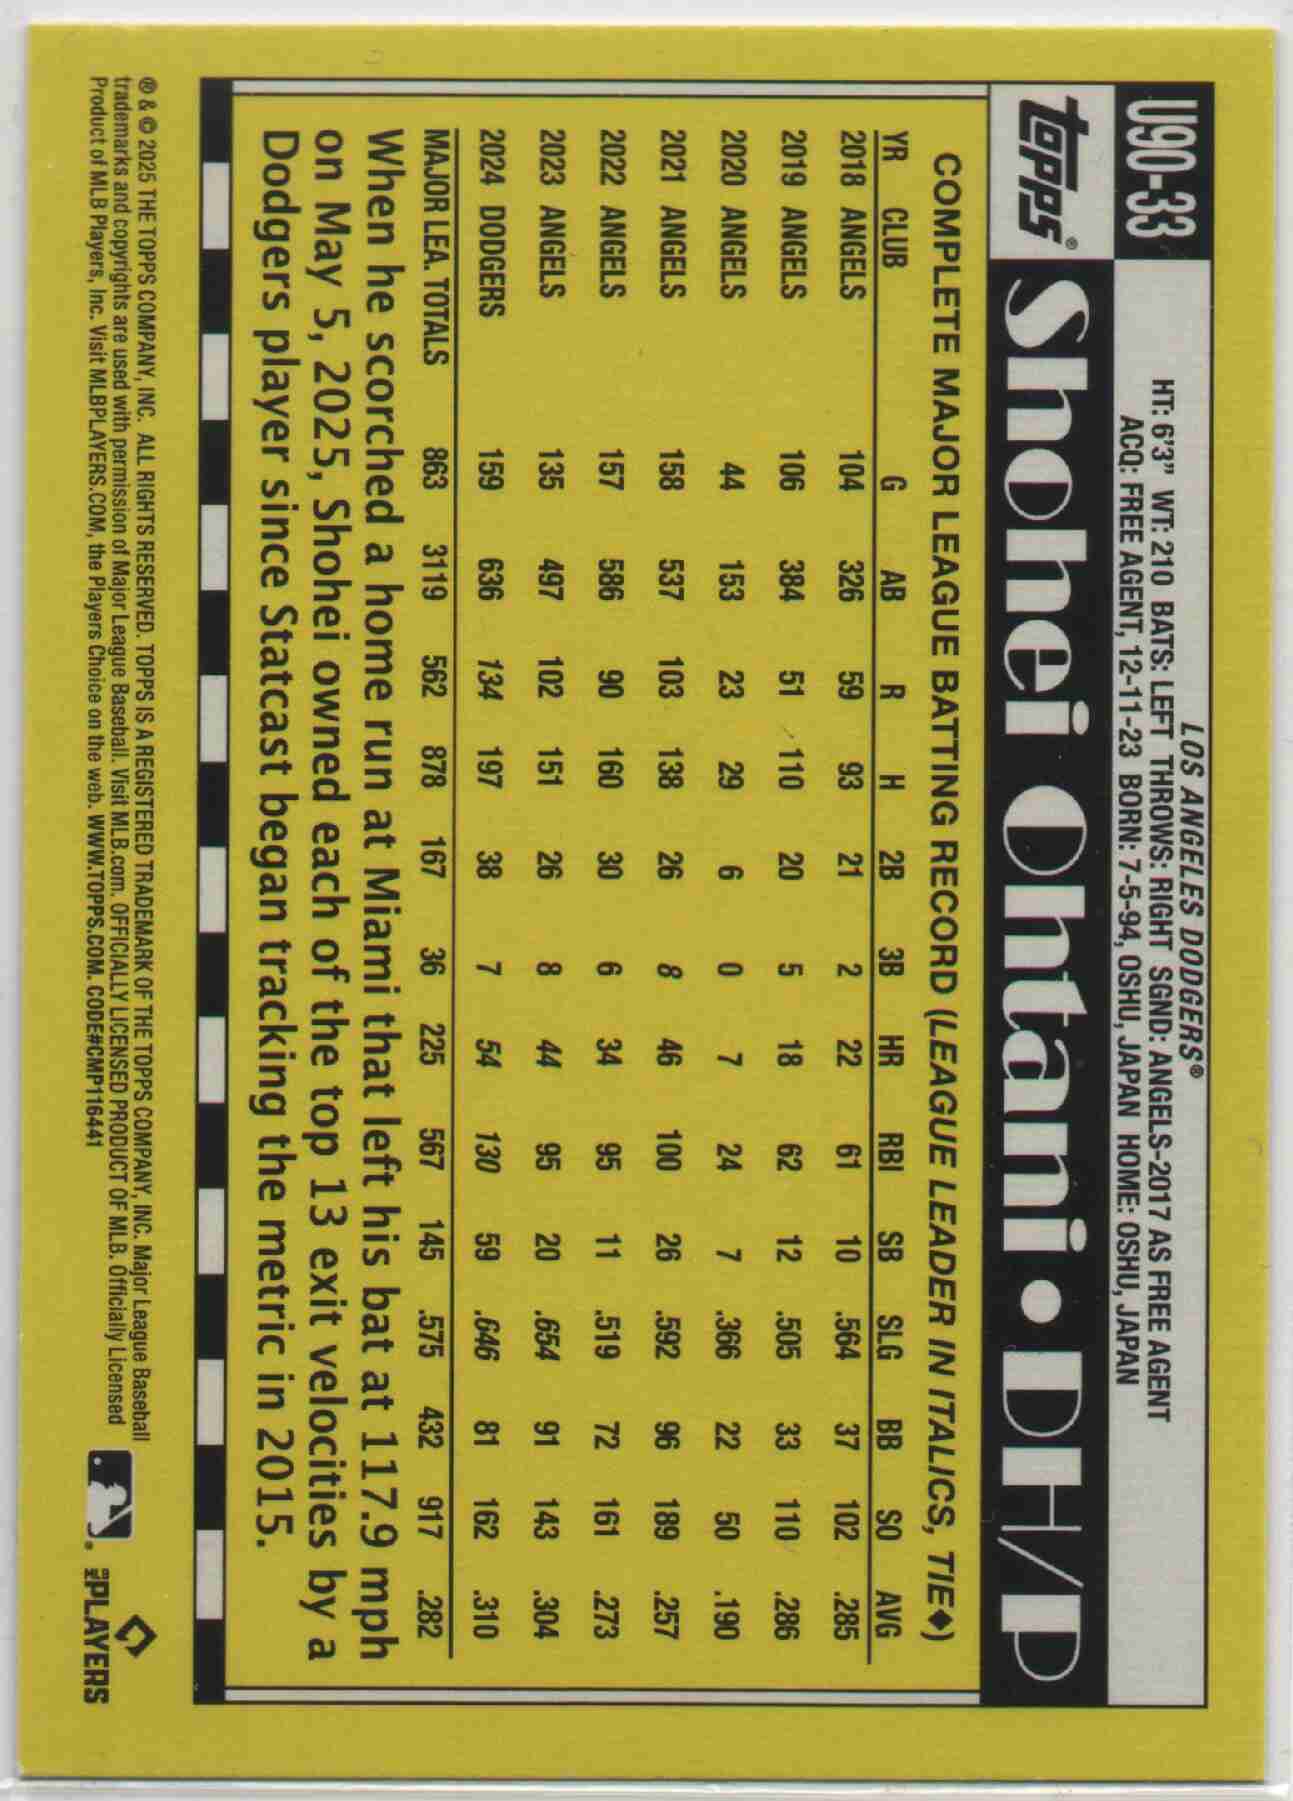 U90-33
LOS ANGELES DODGERS®
HT: 6'3" WT: 210 BATS: LEFT THROWS: RIGHT SGND: ANGELS-2017 AS FREE AGENT
ACQ: FREE AGENT, 12-11-23 BORN: 7-5-94, OSHU, JAPAN HOME: OSHU, JAPAN
topps® Shohei Ohtani • DH/P
COMPLETE MAJOR LEAGUE BATTING RECORD (LEAGUE LEADER IN ITALICS, TIE◆)
YR CLUB G AB R H 2B 3B HR RBI SB SLG BB SO AVG
2018 ANGELS 104 326 59 93 21 2 22 61 10 .564 37 102 .285
2019 ANGELS 106 384 51 110 20 5 18 62 12 .505 33 110 .286
2020 ANGELS 44 153 23 29 6 0 7 24 7 .366 22 50 .190
2021 ANGELS 158 537 103 138 26 8 46 100 26 .592 96 189 .257
2022 ANGELS 157 586 90 160 30 6 34 95 11 .519 72 161 .273
2023 ANGELS 135 497 102 151 26 8 44 95 20 .654 91 143 .304
2024 DODGERS 159 636 134 197 38 7 54 130 59 .646 81 162 .310
MAJOR LEA. TOTALS 863 3119 562 878 167 36 225 567 145 .575 432 917 .282
When he scorched a home run at Miami that left his bat at 117.9 mph
on May 5, 2025, Shohei owned each of the top 13 exit velocities by a
Dodgers player since Statcast began tracking the metric in 2015.
® & © 2025 THE TOPPS COMPANY, INC. ALL RIGHTS RESERVED. TOPPS IS A REGISTERED TRADEMARK OF THE TOPPS COMPANY, INC. Major League Baseball
trademarks and copyrights are used with permission of Major League Baseball. Visit MLB.com. OFFICIALLY LICENSED PRODUCT OF MLB. Officially Licensed
Product of MLB Players, Inc. Visit MLBPLAYERS.COM, the Players Choice on the web. WWW.TOPPS.COM. CODE#CMP116441
MLB PLAYERS INC